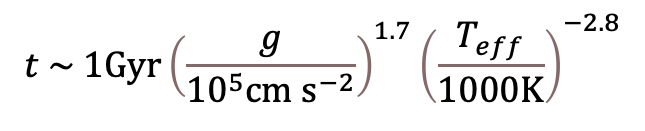 t ~ 1Gyr (g / 10⁵cm s⁻²)^1.7 (T_eff / 1000K)^−2.8